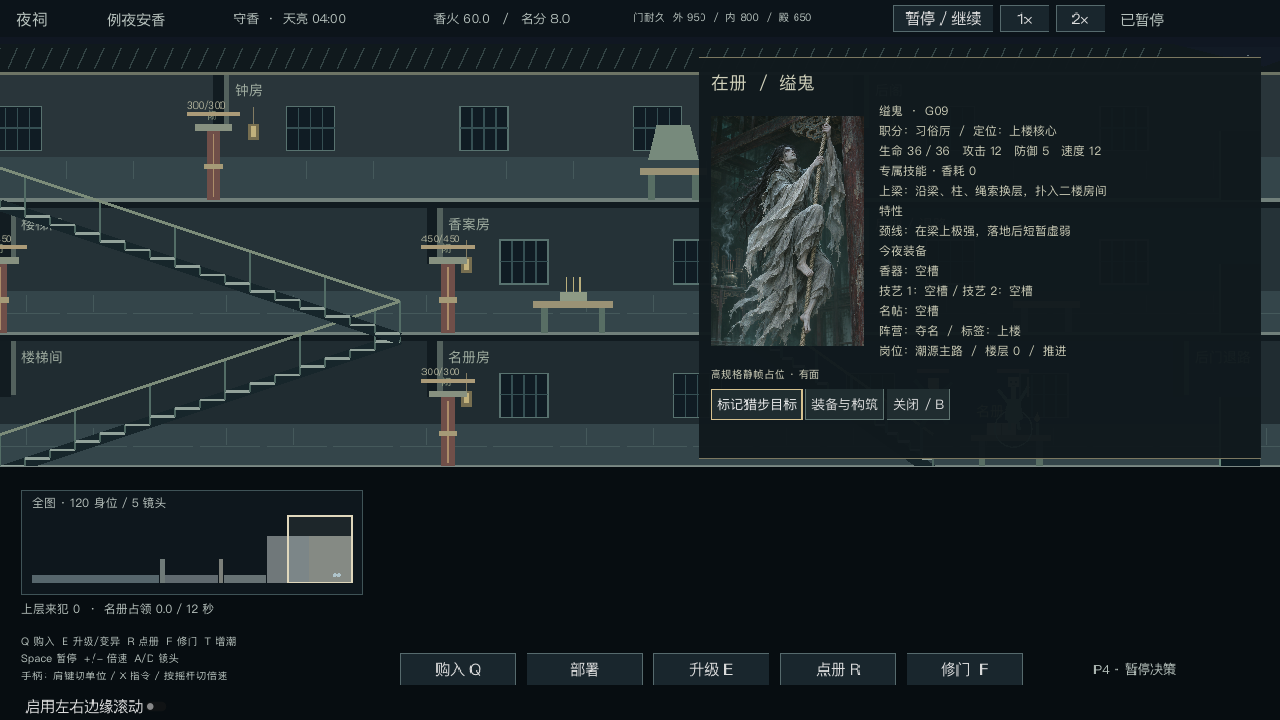 夜祠
例夜安香
守香 · 天亮 04:00
香火 60.0 / 名分 8.0
门耐久 外 950 / 内 800 / 殿 650
暂停 / 继续
1×
2×
已暂停
钟房
300/300
在册 / 缢鬼
缢鬼 · G09
职分: 习俗厉 / 定位: 上楼核心
生命 36 / 36 攻击 12 防御 5 速度 12
专属技能 · 香耗 0
上梁: 沿梁、柱、绳索换层, 扑入二楼房间
特性
颈线: 在梁上极强, 落地后短暂虚弱
今夜装备
香器: 空槽
技艺 1: 空槽 / 技艺 2: 空槽
名帖: 空槽
阵营: 夺名 / 标签: 上楼
岗位: 潮源主路 / 楼层 0 / 推进
高规格静帧占位 · 有面
标记猎步目标
装备与构筑
关闭 / B
香案房
450/450
楼梯间
名册房
300/300
全图 · 120 身位 / 5 镜头
上层来犯 0 · 名册占领 0.0 / 12 秒
Q 购入 E 升级/变异 R 点册 F 修门 T 增潮
Space 暂停 +/− 倍速 A/D 镜头
手柄: 肩键切单位 / X 指令 / 按摇杆切倍速
启用左右边缘滚动
购入 Q
部署
升级 E
点册 R
修门 F
P4 - 暂停决策